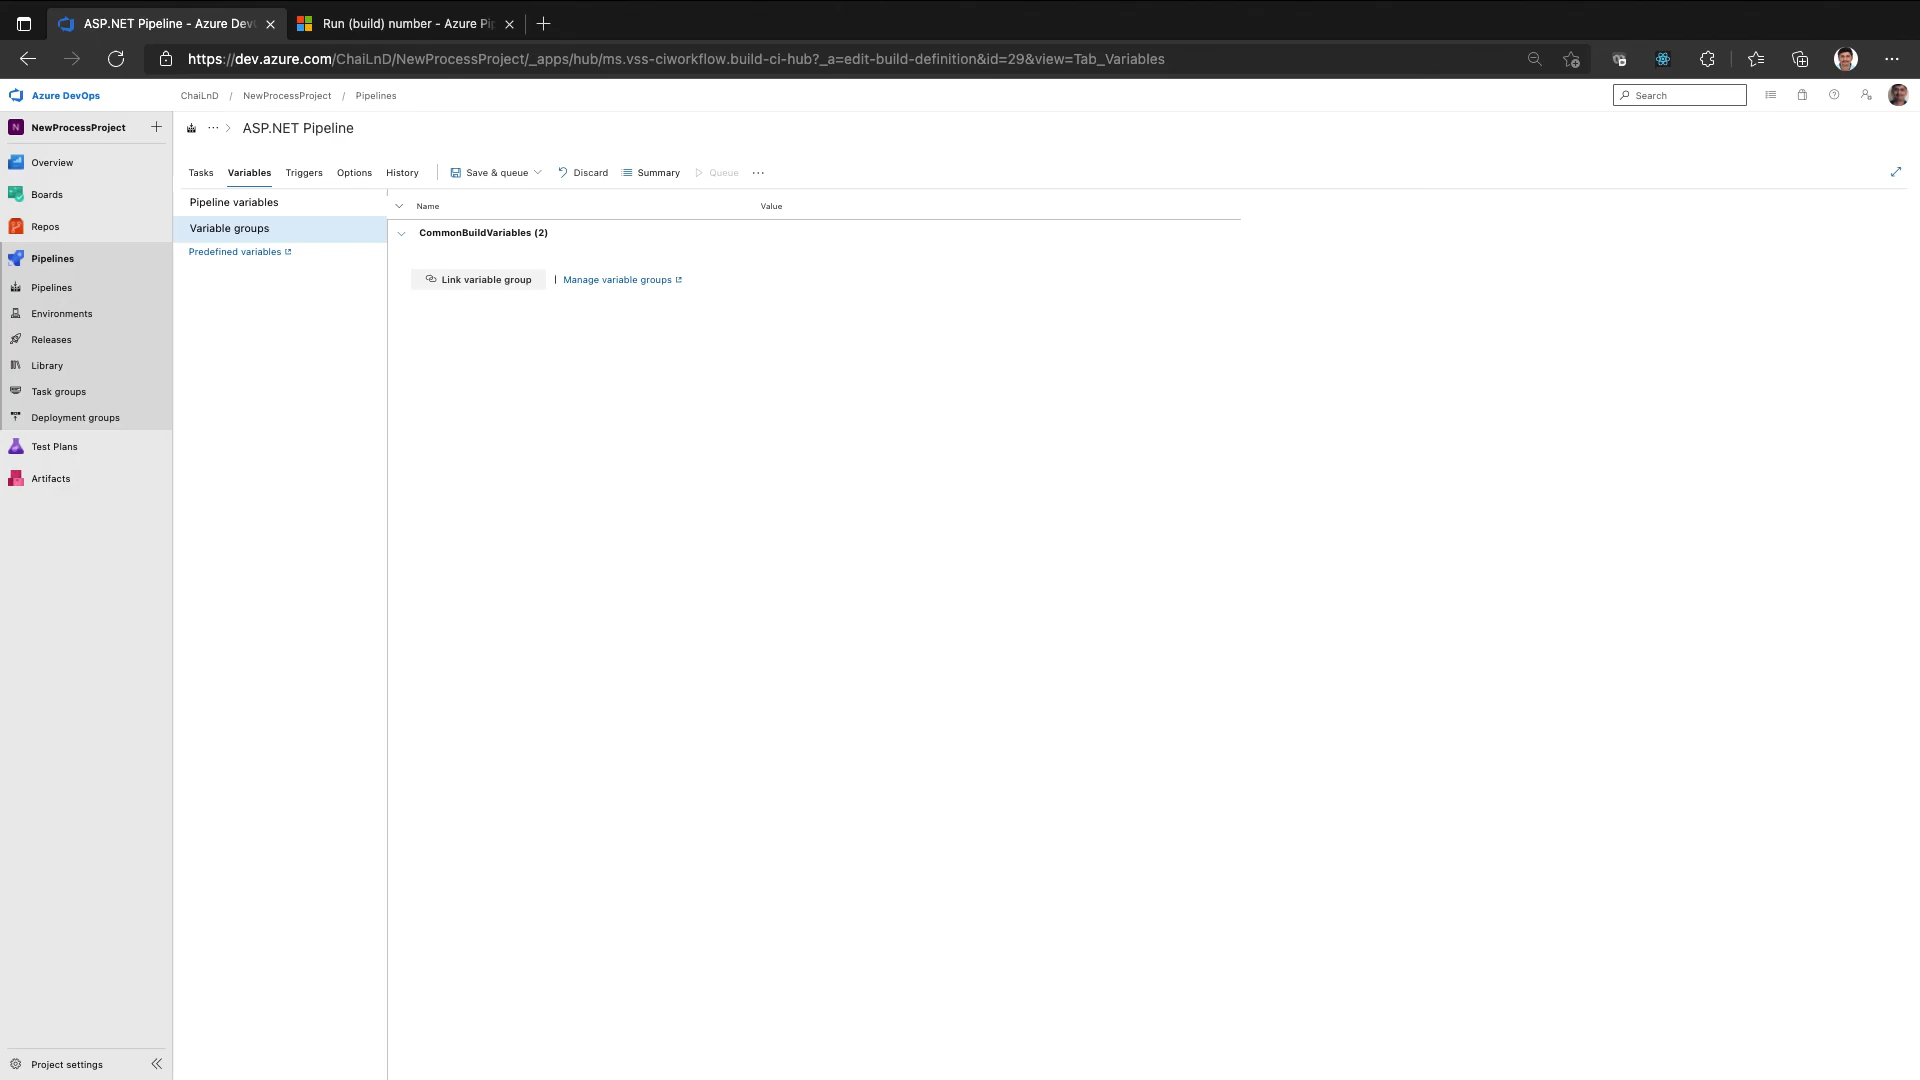 ASP.NET Pipeline - Azure Dev
Run (build) number - Azure Pi
https://dev.azure.com/ChaiLnD/NewProcessProject/_apps/hub/ms.vss-ciworkflow.build-ci-hub?_a=edit-build-definition&id=29&view=Tab_Variables
Azure DevOps
ChaiLnD / NewProcessProject / Pipelines
Search
N NewProcessProject
ASP.NET Pipeline
Overview
Boards
Repos
Pipelines
Pipelines
Environments
Releases
Library
Task groups
Deployment groups
Test Plans
Artifacts
Project settings
Tasks Variables Triggers Options History Save & queue Discard Summary Queue ...
Pipeline variables
Variable groups
Predefined variables
Name Value
CommonBuildVariables (2)
Link variable group | Manage variable groups